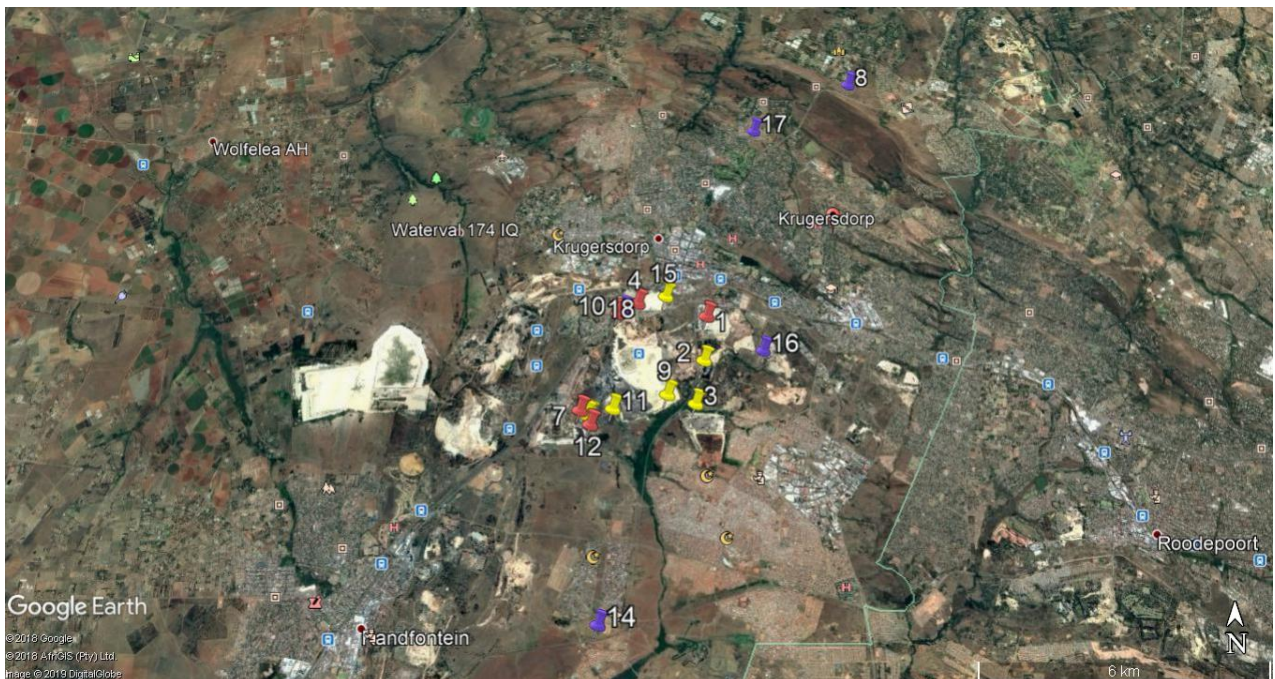 8
17
Wolfelea AH
Krugersdorp
Waterval 174 IQ
Krugersdorp
15
4
10
18
1
16
2
9
3
11
7
12
Roodepoort
Google Earth
14
©2018 Google
Randfontein
©2018 AfriGIS (Pty) Ltd.
N
Image ©2019 DigitalGlobe
6 km